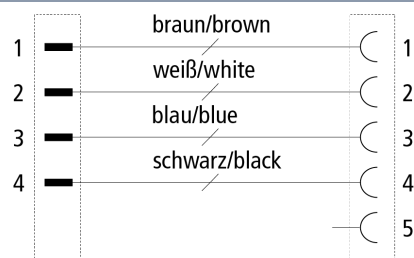 braun/brown
1 1
weiß/white
2 2
blau/blue
3 3
schwarz/black
4 4
5